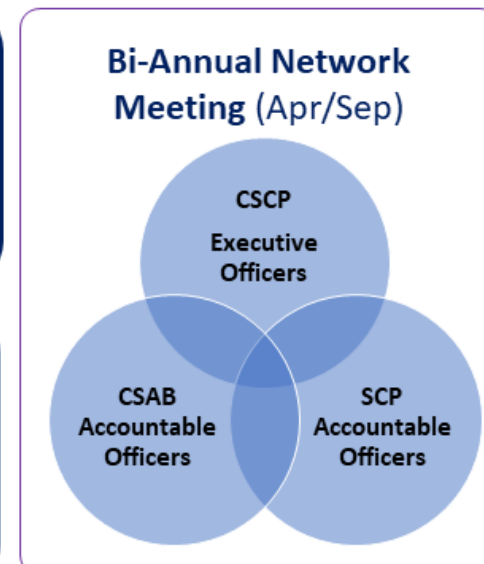 Bi-Annual Network
Meeting (Apr/Sep)
CSCP
Executive
Officers
CSAB
Accountable
Officers
SCP
Accountable
Officers